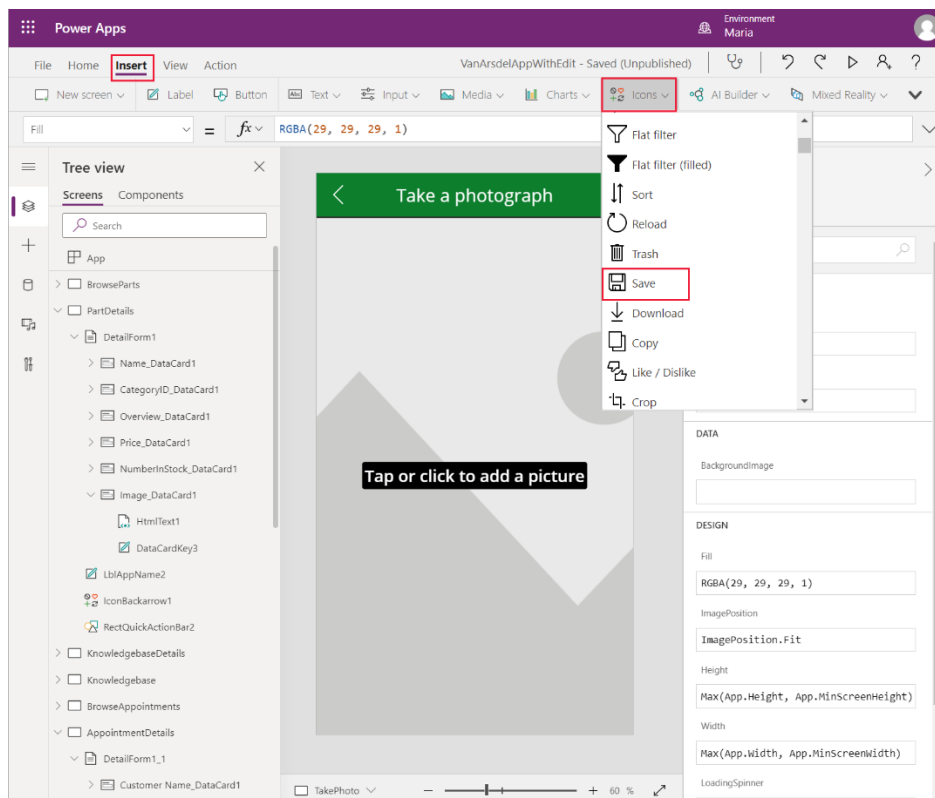 Power Apps
Environment
Maria
File Home Insert View Action
VanArsdelAppWithEdit - Saved (Unpublished)
?
New screen Label Button Abc Text Input Media Charts Icons AI Builder Mixed Reality
Fill = fx RGBA(29, 29, 29, 1)
Tree view
Screens Components
Search
App
BrowseParts
PartDetails
DetailForm1
Name_DataCard1
CategoryID_DataCard1
Overview_DataCard1
Price_DataCard1
NumberInStock_DataCard1
Image_DataCard1
HtmlText1
DataCardKey3
LblAppName2
IconBackarrow1
RectQuickActionBar2
KnowledgebaseDetails
Knowledgebase
BrowseAppointments
AppointmentDetails
DetailForm1_1
Customer Name_DataCard1
Take a photograph
Tap or click to add a picture
TakePhoto
60 %
Flat filter
Flat filter (filled)
Sort
Reload
Trash
Save
Download
Copy
Like / Dislike
Crop
DATA
BackgroundImage
DESIGN
Fill
RGBA(29, 29, 29, 1)
ImagePosition
ImagePosition.Fit
Height
Max(App.Height, App.MinScreenHeight)
Width
Max(App.Width, App.MinScreenWidth)
LoadingSpinner